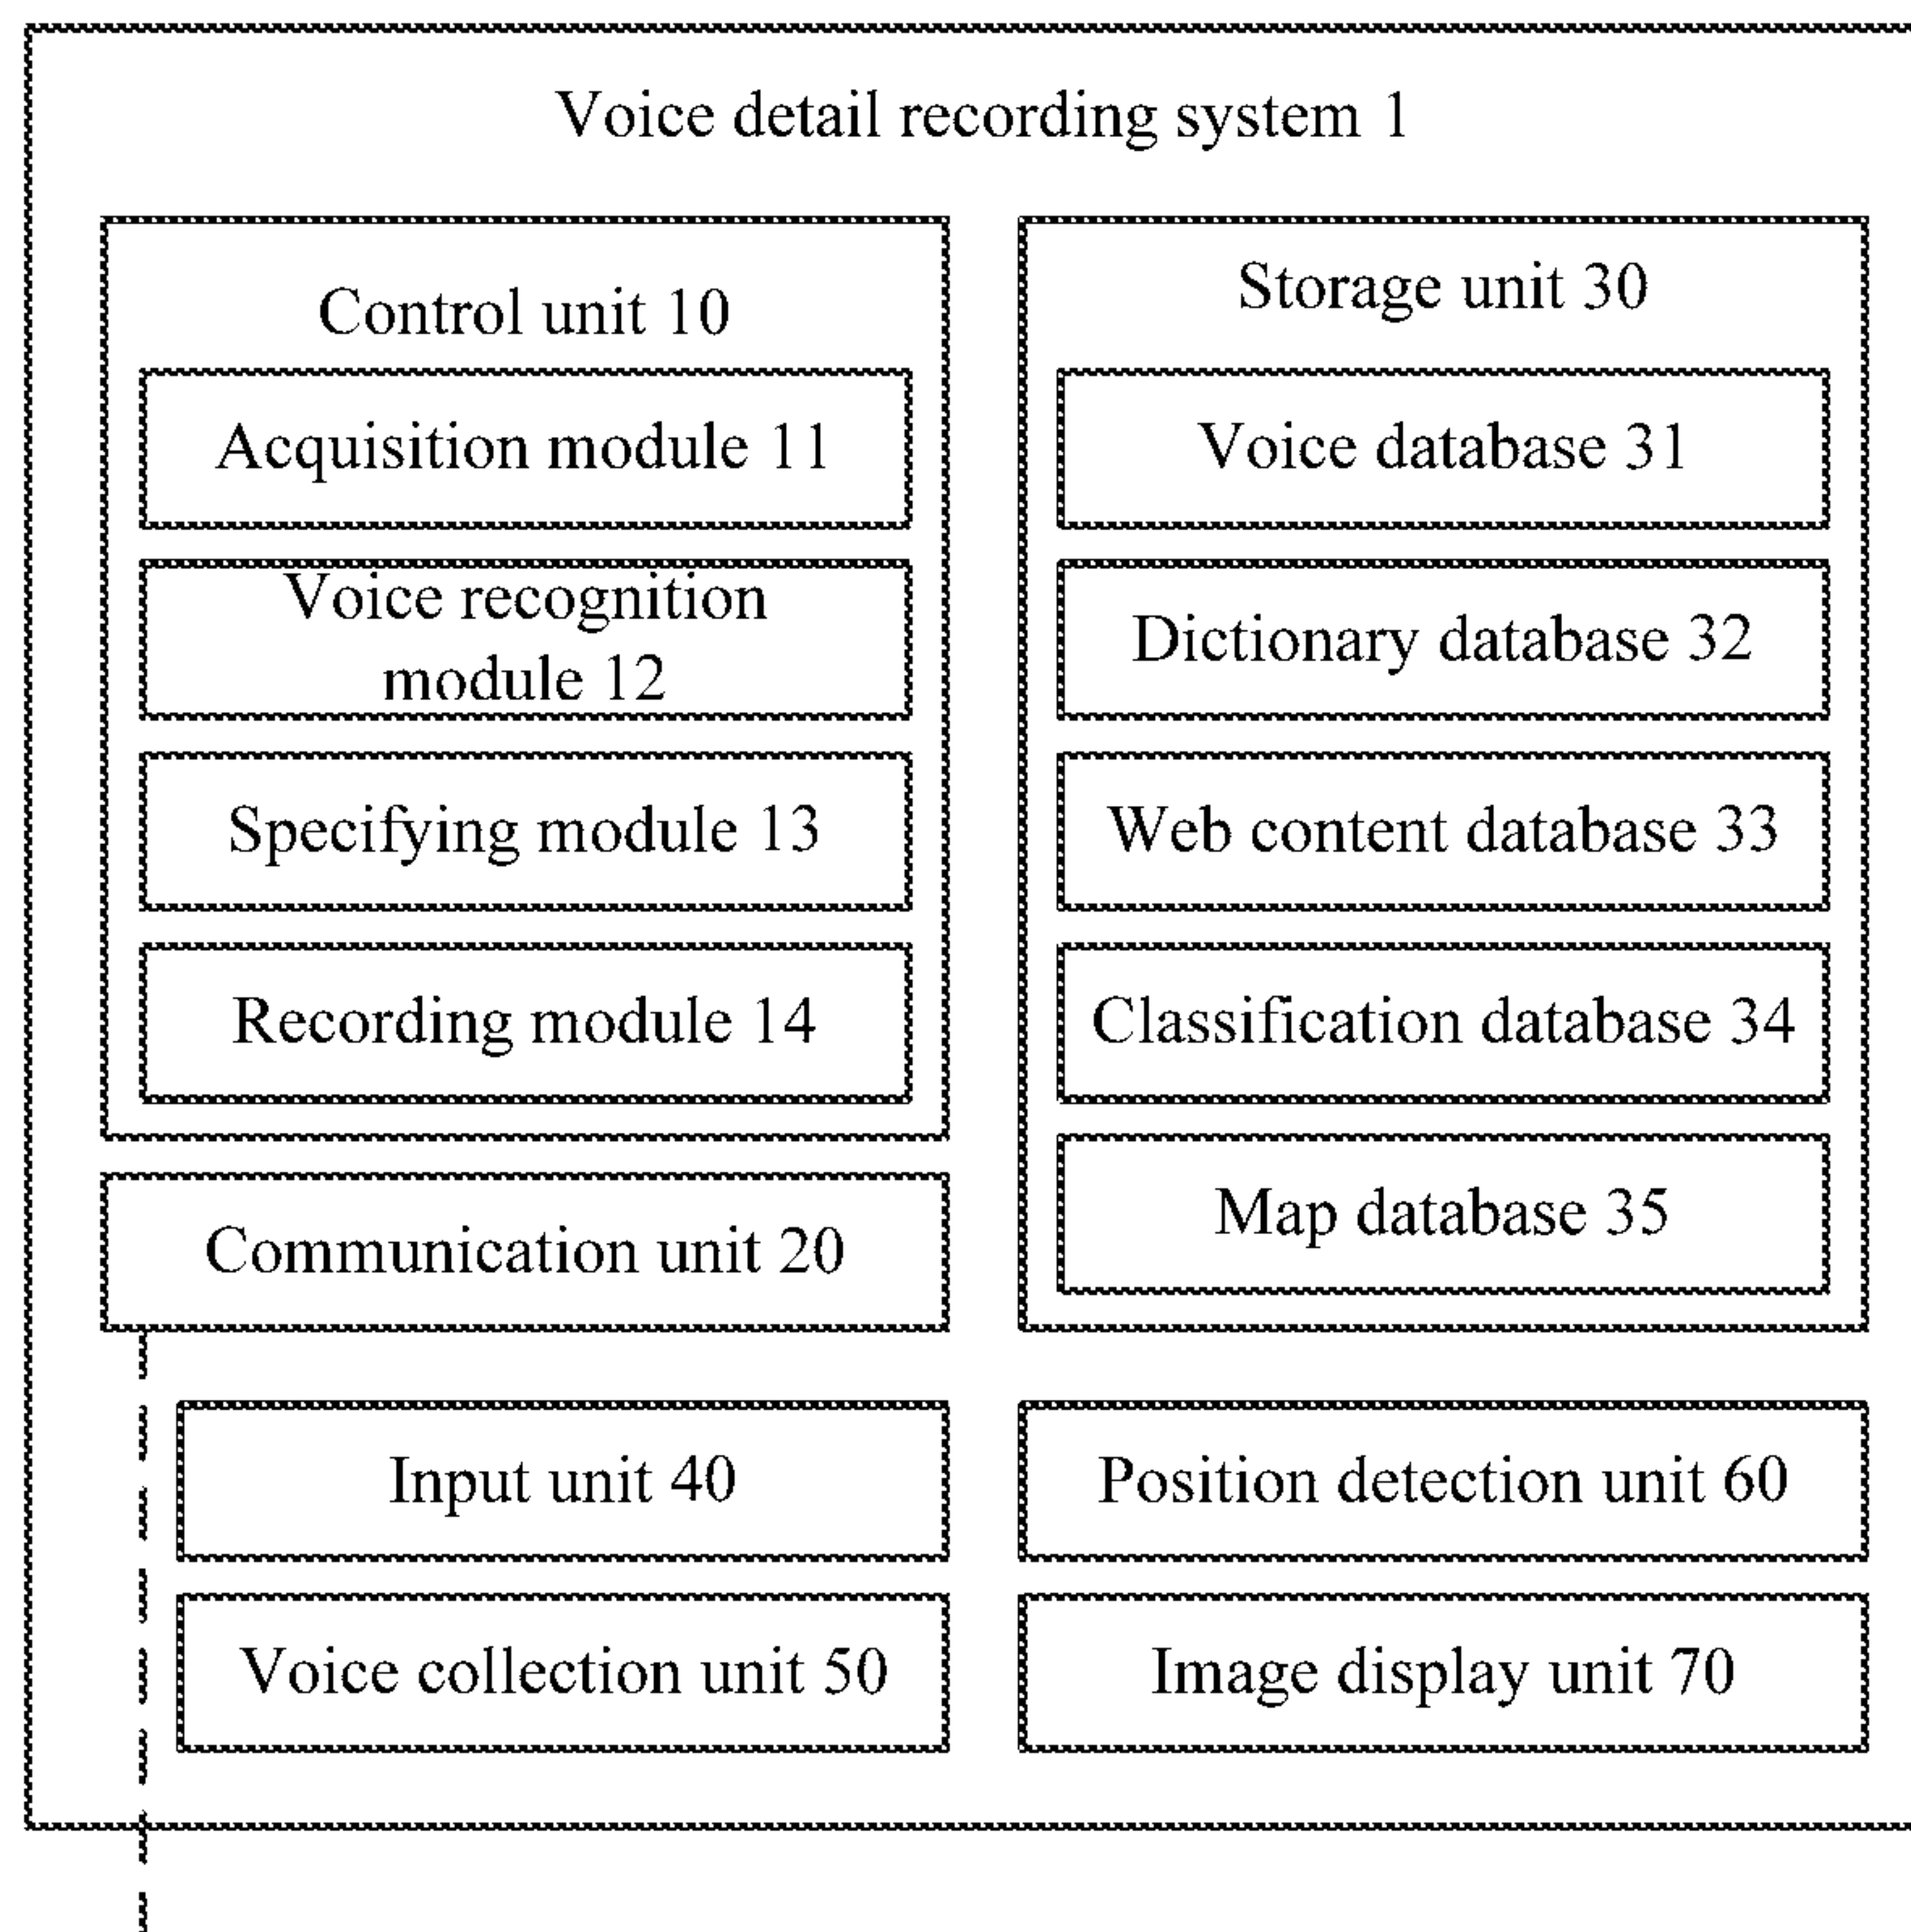 Voice detail recording system 1
Control unit 10
Acquisition module 11
Voice recognition
module 12
Specifying module 13
Recording module 14
Communication unit 20
Storage unit 30
Voice database 31
Dictionary database 32
Web content database 33
Classification database 34
Map database 35
Input unit 40
Voice collection unit 50
Position detection unit 60
Image display unit 70